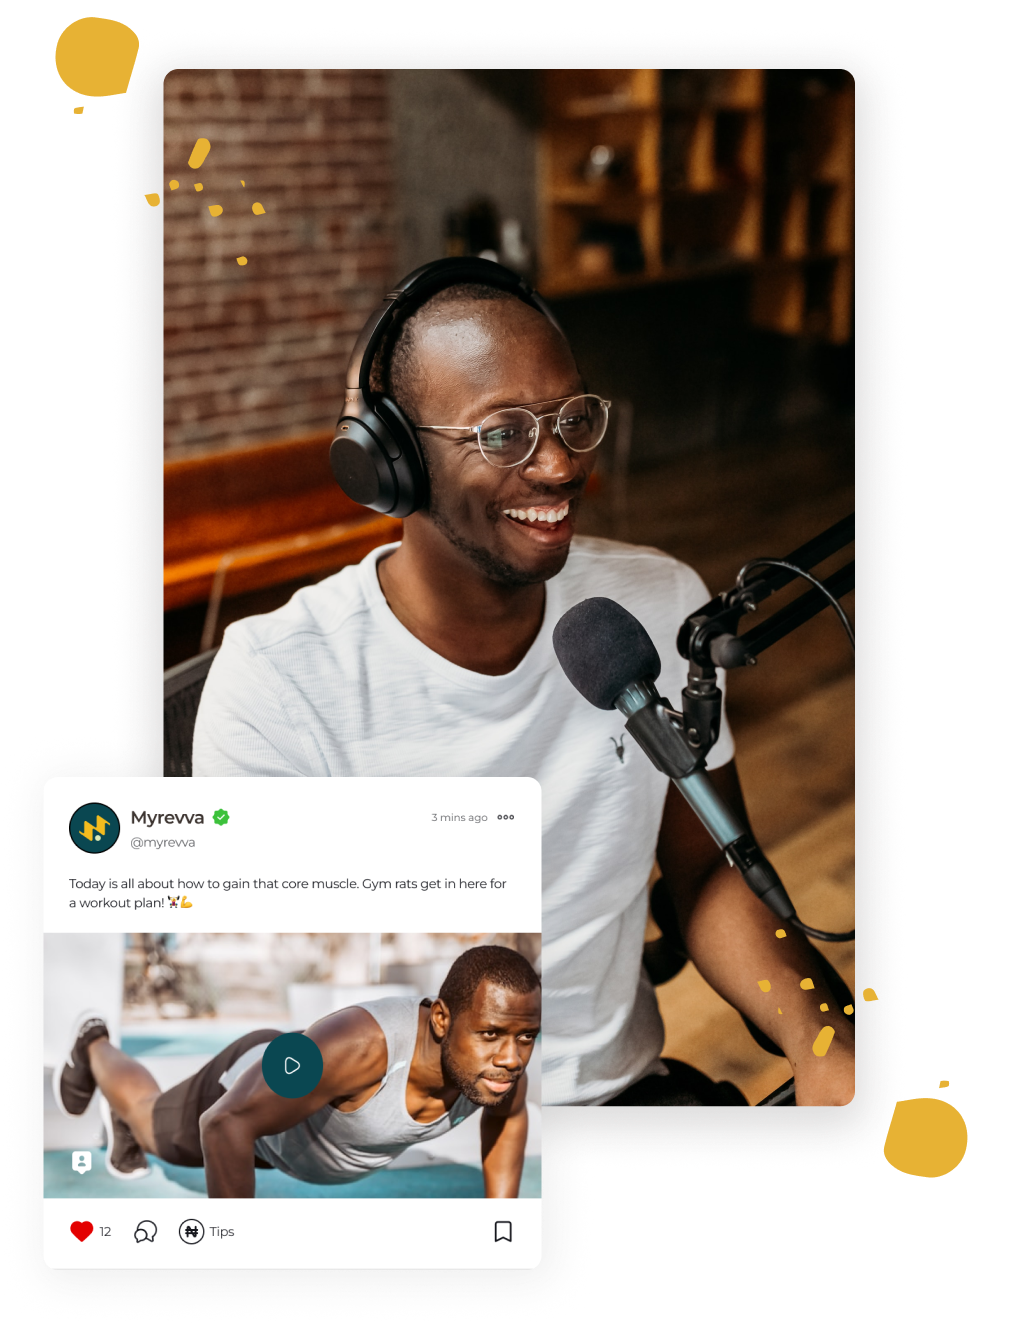 Myrevva
3 mins ago
@myrevva
Today is all about how to gain that core muscle. Gym rats get in here for
a workout plan! 🏋️💪
12
₦ Tips